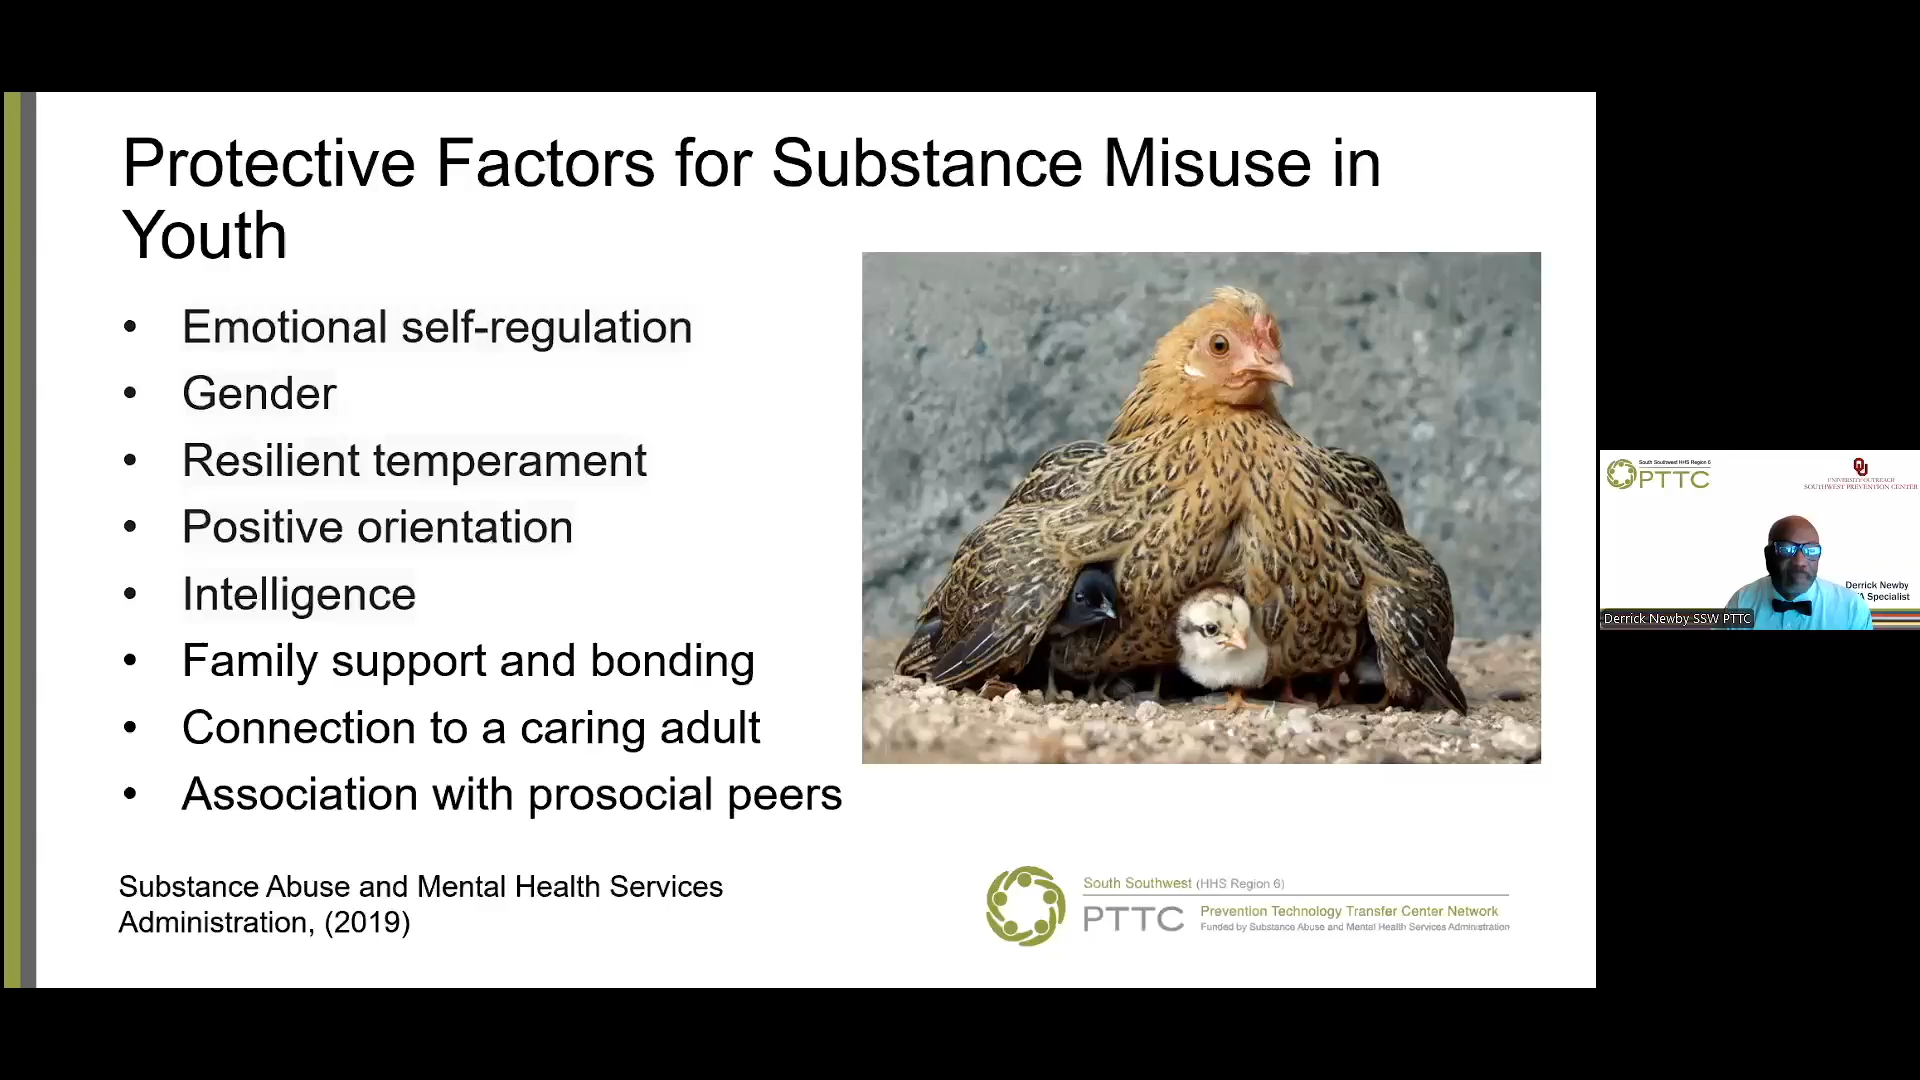 Protective Factors for Substance Misuse in
Youth
• Emotional self-regulation
• Gender
• Resilient temperament
• Positive orientation
• Intelligence
• Family support and bonding
• Connection to a caring adult
• Association with prosocial peers
Substance Abuse and Mental Health Services
Administration, (2019)
South Southwest (HHS Region 6)
PTTC
Prevention Technology Transfer Center Network
Funded by Substance Abuse and Mental Health Services Administration
South Southwest HHS Region 6
PTTC
OU
UNIVERSITY OUTREACH
SOUTHWEST PREVENTION CENTER
Derrick Newby
Specialist
Derrick Newby SSW PTTC